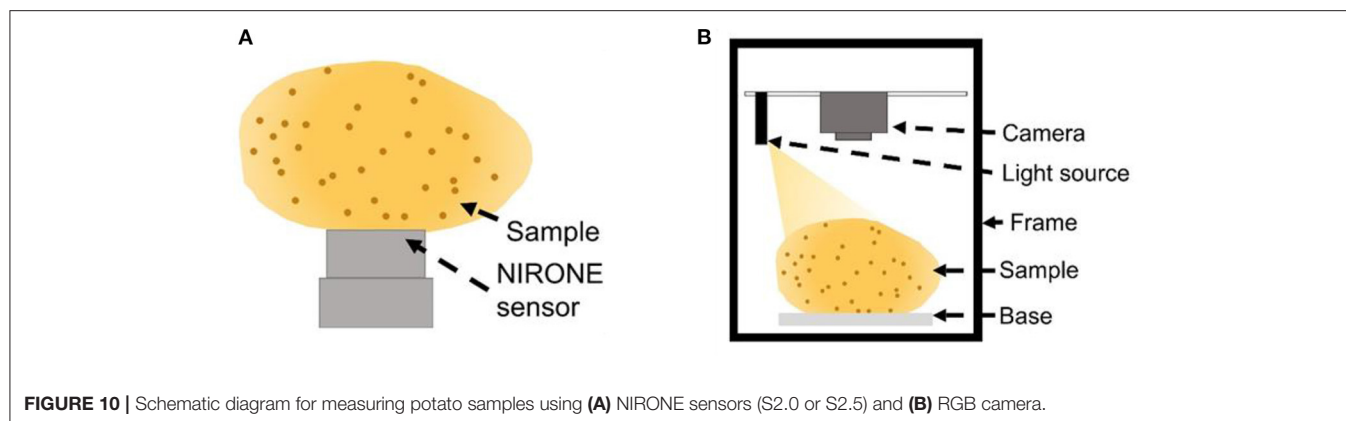 A
Sample
NIRONE
sensor
B
Camera
Light source
Frame
Sample
Base
FIGURE 10 | Schematic diagram for measuring potato samples using (A) NIRONE sensors (S2.0 or S2.5) and (B) RGB camera.